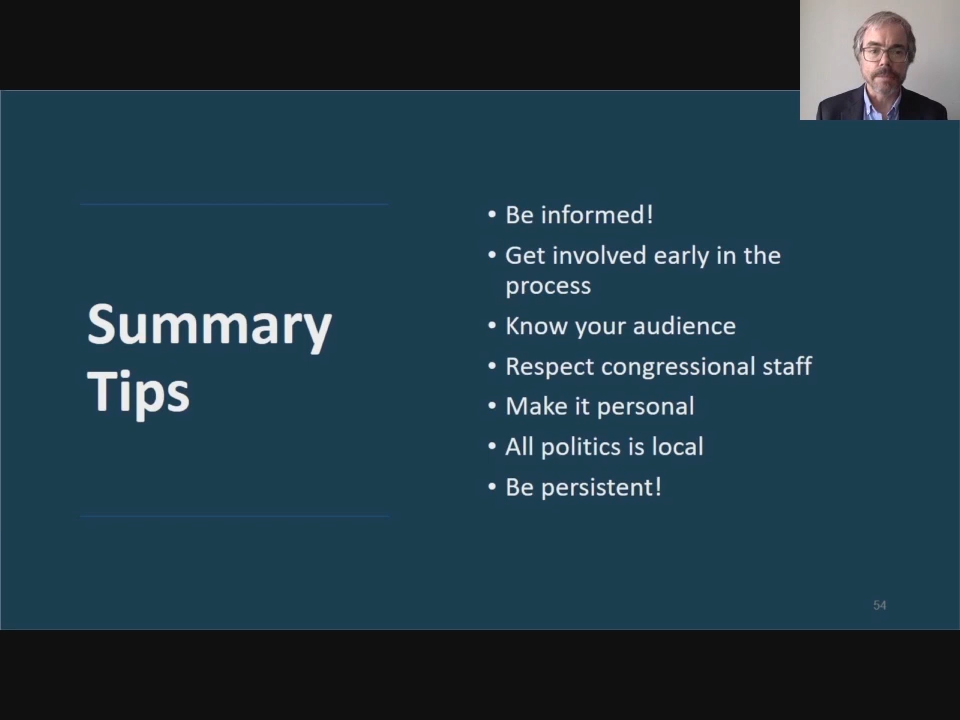 Summary
Tips
• Be informed!
• Get involved early in the
process
• Know your audience
• Respect congressional staff
• Make it personal
• All politics is local
• Be persistent!
54